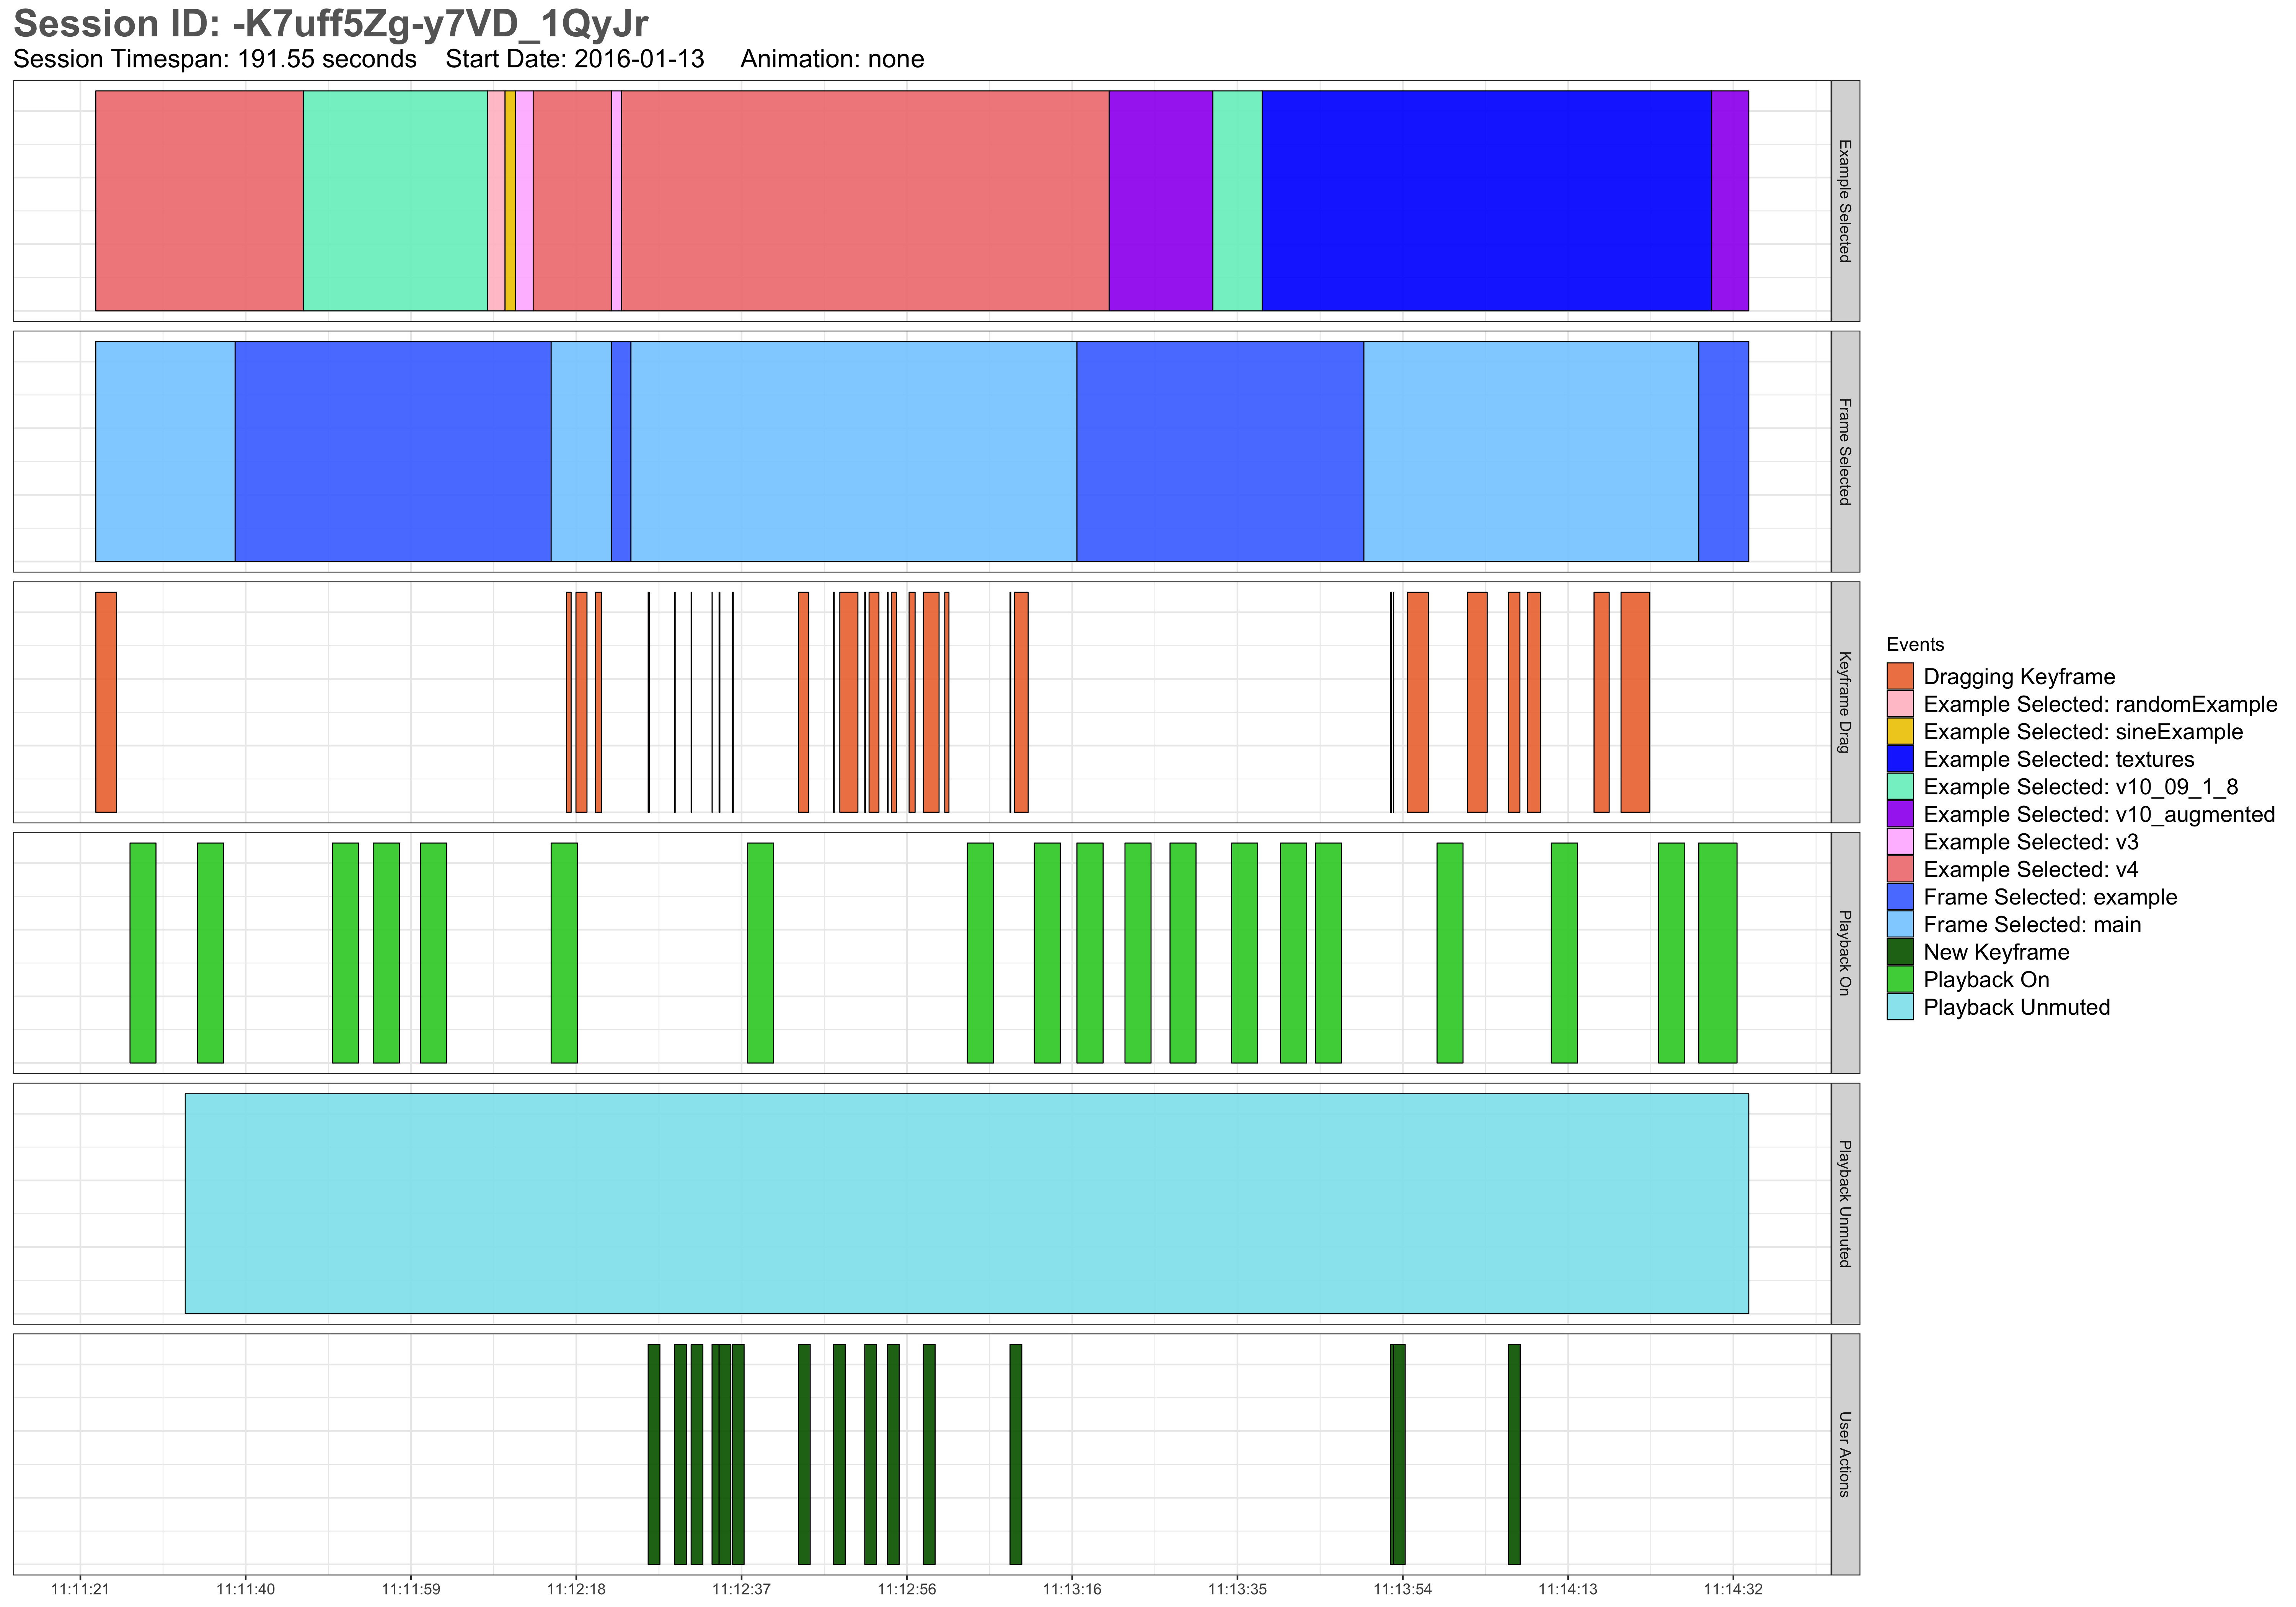 Session ID: -K7uff5Zg-y7VD_1QyJr
Session Timespan: 191.55 seconds Start Date: 2016-01-13 Animation: none
Example Selected
Frame Selected
Keyframe Drag
Playback On
Playback Unmuted
User Actions
11:11:21 11:11:40 11:11:59 11:12:18 11:12:37 11:12:56 11:13:16 11:13:35 11:13:54 11:14:13 11:14:32
Events
Dragging Keyframe
Example Selected: randomExample
Example Selected: sineExample
Example Selected: textures
Example Selected: v10_09_1_8
Example Selected: v10_augmented
Example Selected: v3
Example Selected: v4
Frame Selected: example
Frame Selected: main
New Keyframe
Playback On
Playback Unmuted